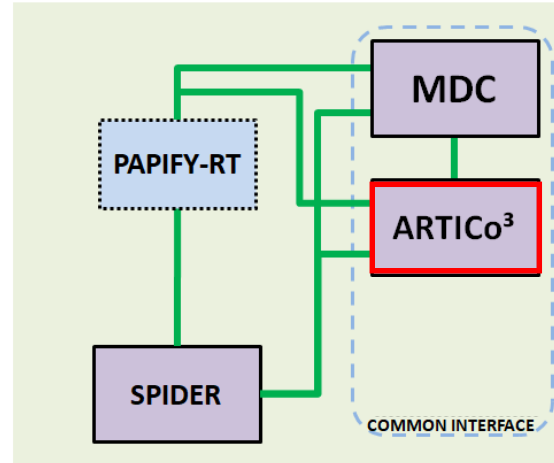 MDC
PAPIFY-RT
ARTICo³
SPIDER
COMMON INTERFACE